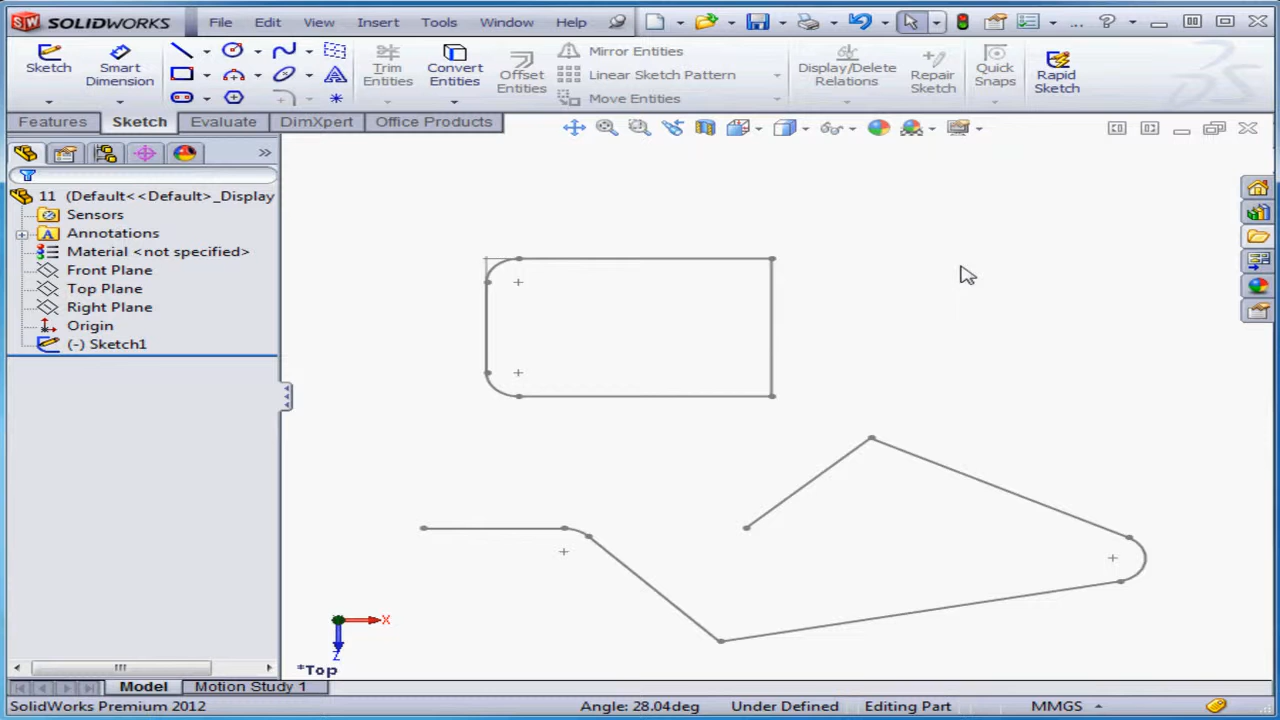 SW SOLIDWORKS File Edit View Insert Tools Window Help
Sketch Smart Dimension Trim Entities Convert Entities Offset Entities Mirror Entities Linear Sketch Pattern Move Entities Display/Delete Relations Repair Sketch Quick Snaps Rapid Sketch
Features Sketch Evaluate DimXpert Office Products
11 (Default<<Default>_Display
Sensors
Annotations
Material <not specified>
Front Plane
Top Plane
Right Plane
Origin
(-) Sketch1
X
Z
*Top
Model Motion Study 1
SolidWorks Premium 2012 Angle: 28.04deg Under Defined Editing Part MMGS